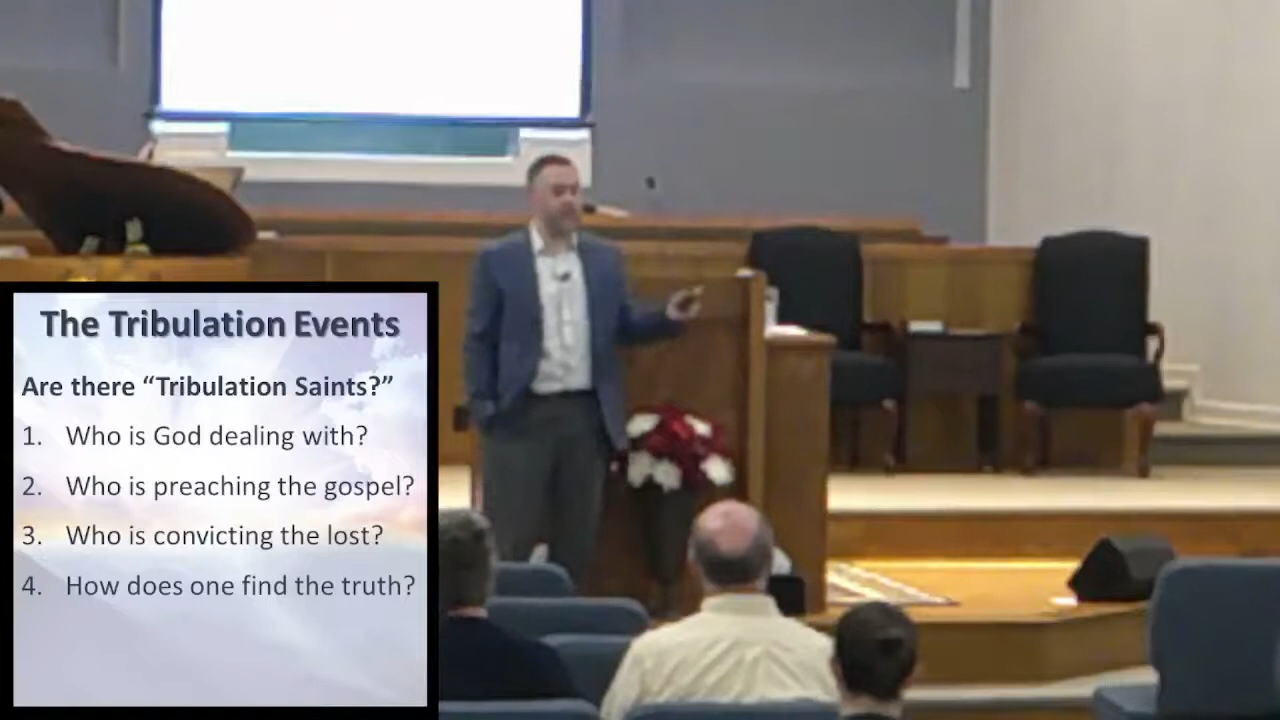 The Tribulation Events
Are there “Tribulation Saints?”
1. Who is God dealing with?
2. Who is preaching the gospel?
3. Who is convicting the lost?
4. How does one find the truth?